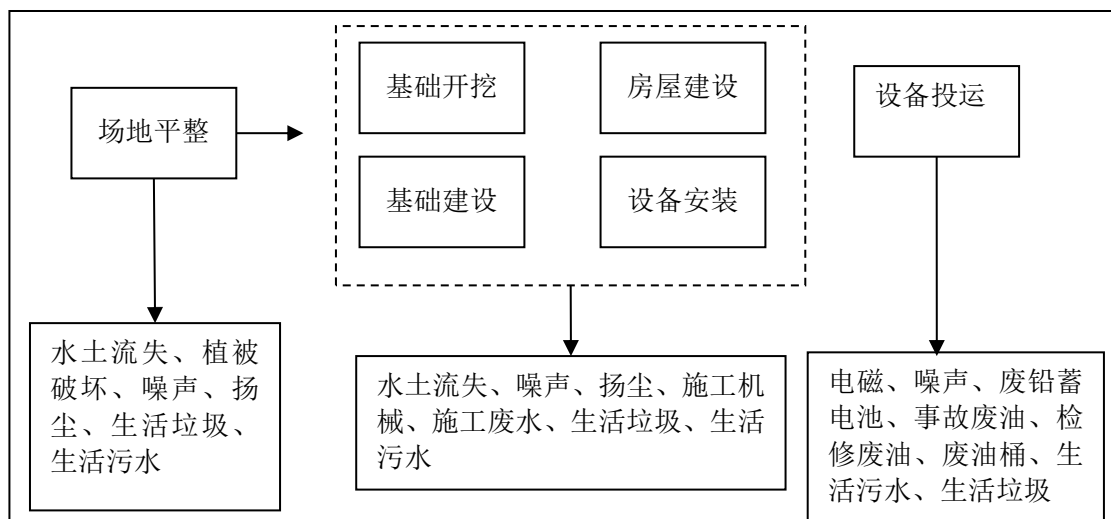 场地平整
基础开挖
房屋建设
基础建设
设备安装
设备投运
水土流失、植被
破坏、噪声、扬
尘、生活垃圾、
生活污水
水土流失、噪声、扬尘、施工机
械、施工废水、生活垃圾、生活
污水
电磁、噪声、废铅蓄
电池、事故废油、检
修废油、废油桶、生
活污水、生活垃圾